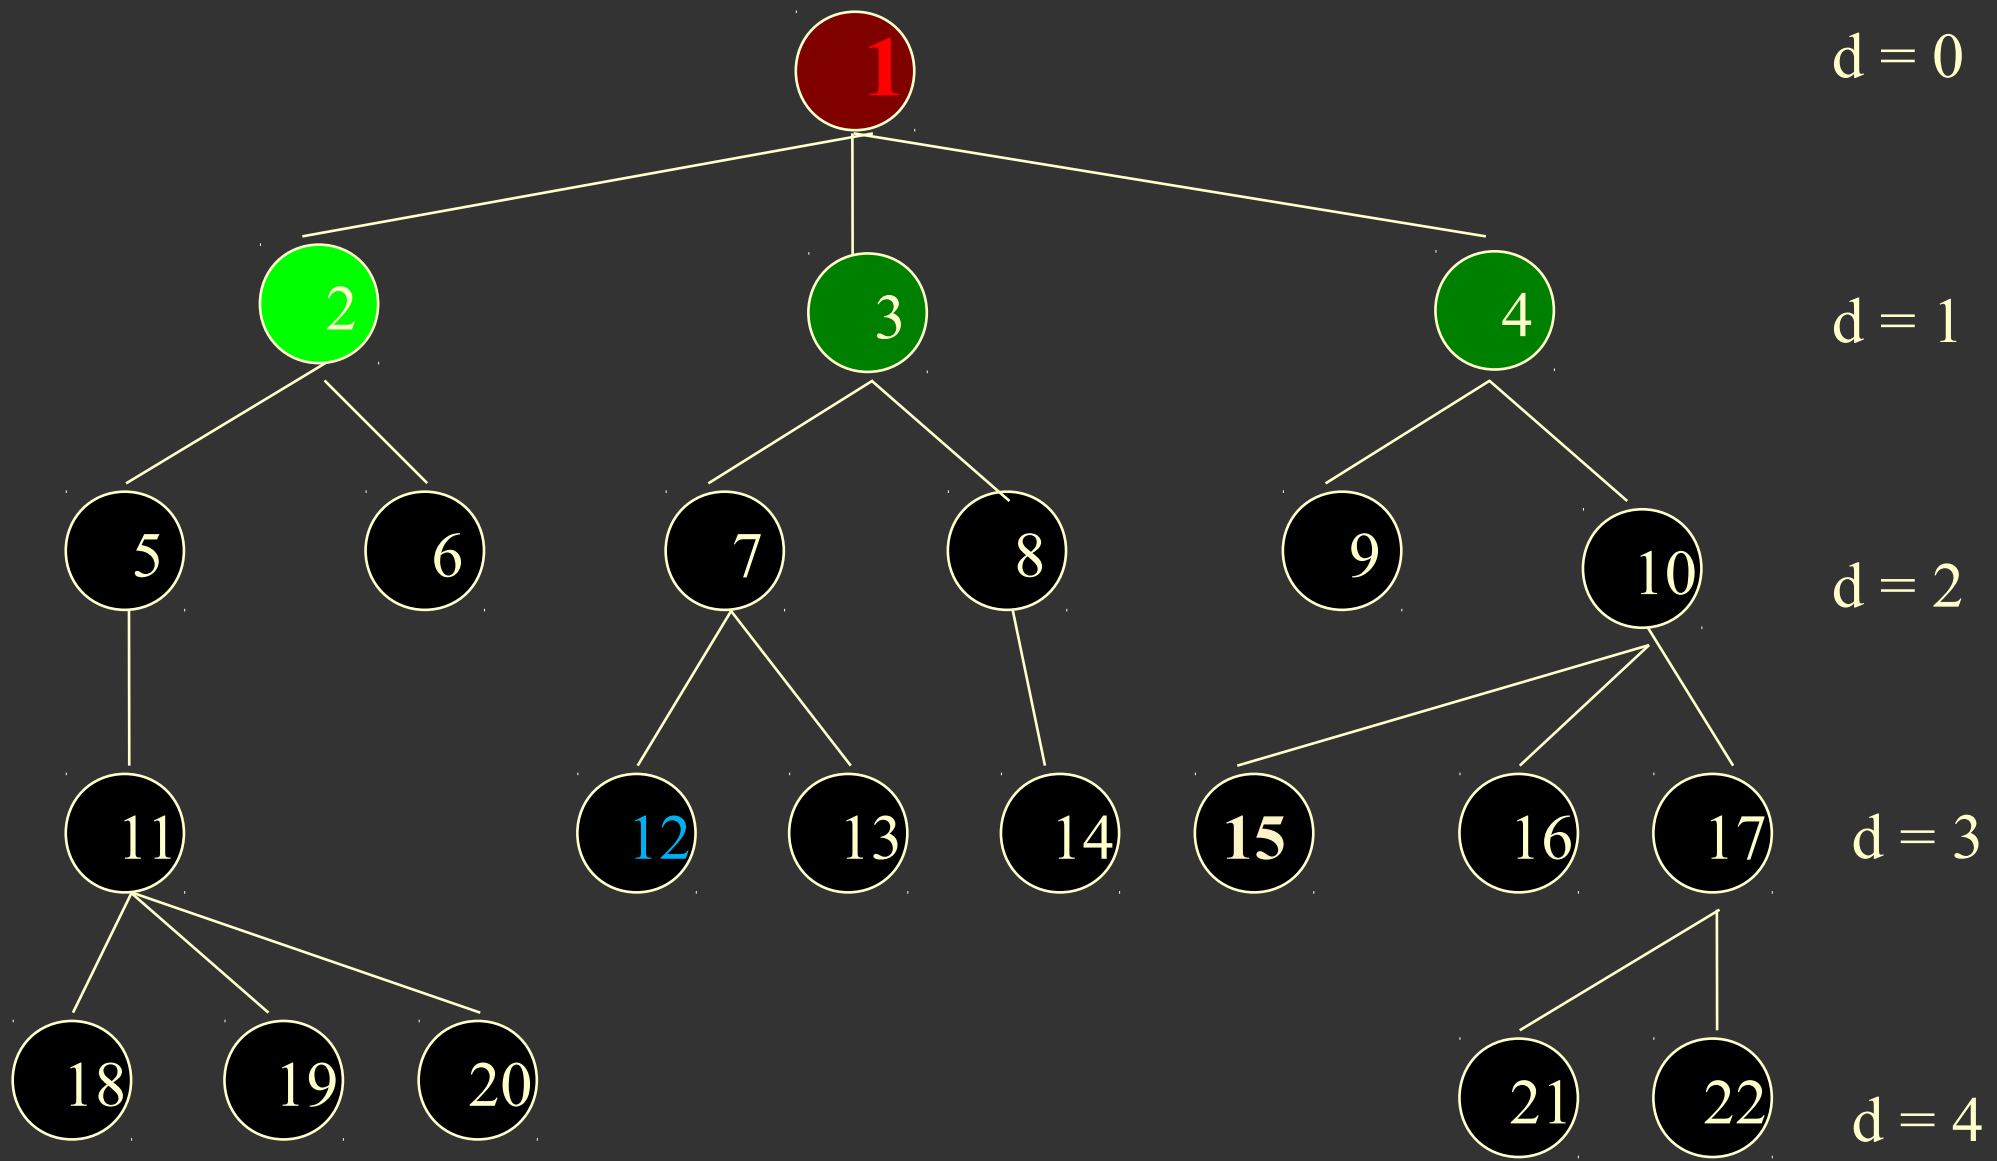 1 d = 0
2 3 4 d = 1
5 6 7 8 9 10 d = 2
11 12 13 14 15 16 17 d = 3
18 19 20 21 22 d = 4